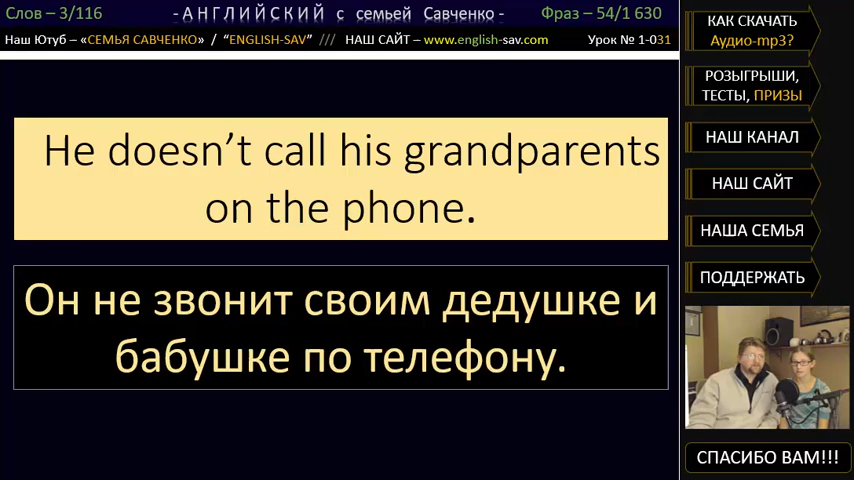 Слов – 3/116
- АНГЛИЙСКИЙ с семьей Савченко -
Фраз – 54/1 630
Наш Ютуб – «СЕМЬЯ САВЧЕНКО» / "ENGLISH-SAV" /// НАШ САЙТ – www.english-sav.com
Урок № 1-031
He doesn’t call his grandparents
on the phone.
Он не звонит своим дедушке и
бабушке по телефону.
КАК СКАЧАТЬ
Аудио-mp3?
РОЗЫГРЫШИ,
ТЕСТЫ, ПРИЗЫ
НАШ КАНАЛ
НАШ САЙТ
НАША СЕМЬЯ
ПОДДЕРЖАТЬ
СПАСИБО ВАМ!!!